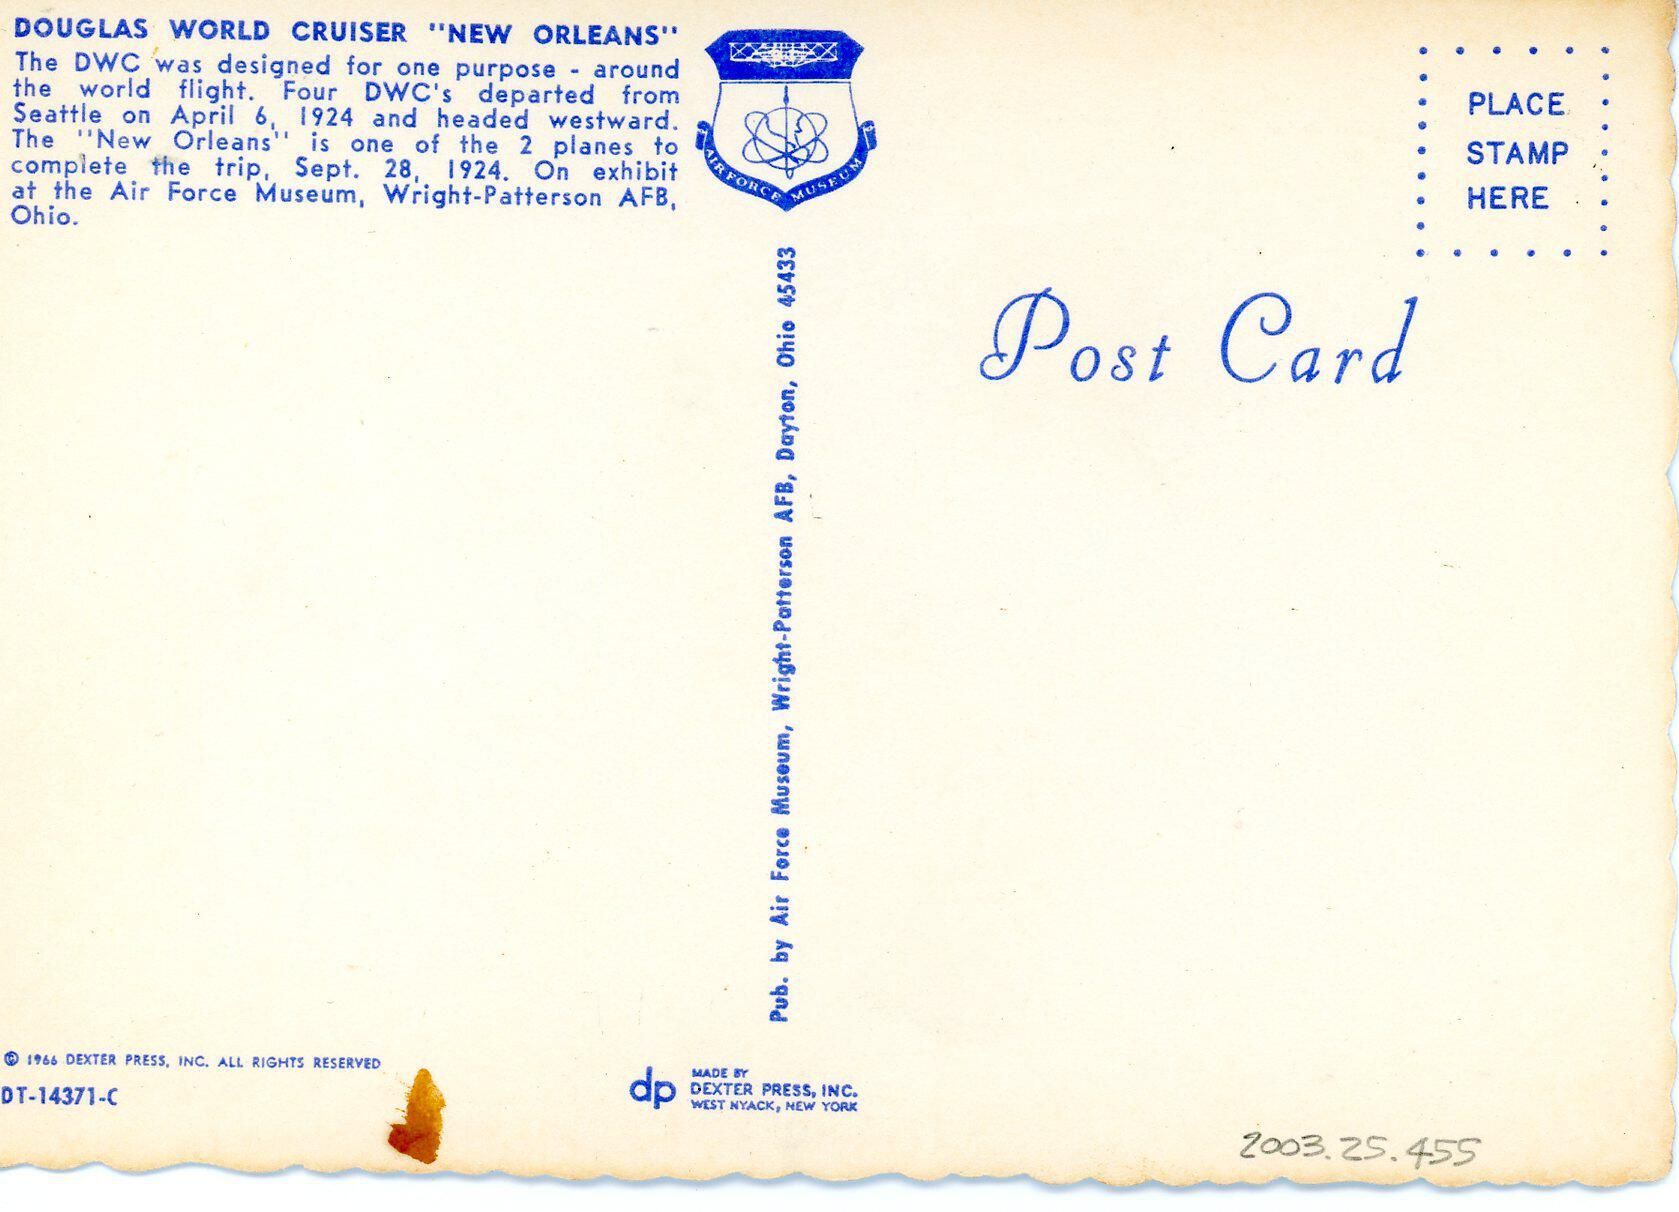 DOUGLAS WORLD CRUISER "NEW ORLEANS"
The DWC was designed for one purpose - around
the world flight. Four DWC's departed from
Seattle on April 6, 1924 and headed westward.
The "New Orleans" is one of the 2 planes to
complete the trip, Sept. 28, 1924. On exhibit
at the Air Force Museum, Wright-Patterson AFB,
Ohio.
AIR FORCE MUSEUM
PLACE
STAMP
HERE
Post Card
Pub. by Air Force Museum, Wright-Patterson AFB, Dayton, Ohio 45433
© 1966 DEXTER PRESS, INC. ALL RIGHTS RESERVED
DT-14371-C
dp
MADE BY
DEXTER PRESS, INC.
WEST NYACK, NEW YORK
2003.25.455